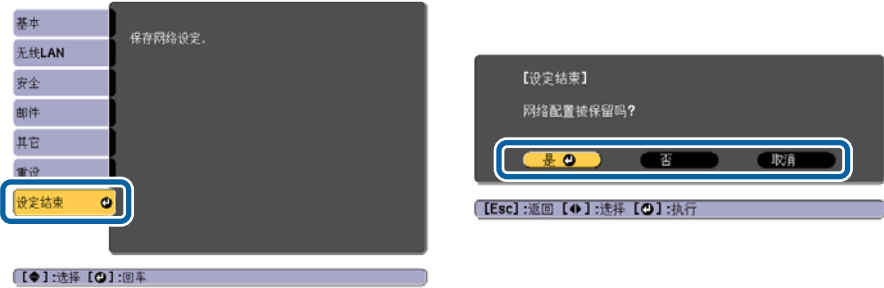 基本
无线LAN
安全
邮件
其它
重设
设定结束
保存网络设定.
[◆]:选择 [↵]:回车
[设定结束]
网络配置被保留吗?
是 否 取消
[Esc]:返回 [◀▶]:选择 [↵]:执行